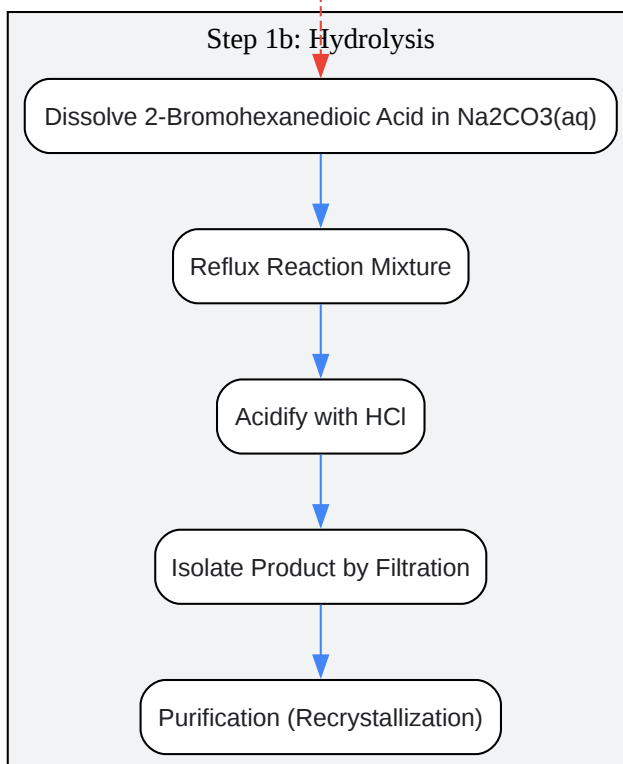 Step 1b: Hydrolysis
Dissolve 2-Bromohexanedioic Acid in Na2CO3(aq)
Reflux Reaction Mixture
Acidify with HCl
Isolate Product by Filtration
Purification (Recrystallization)